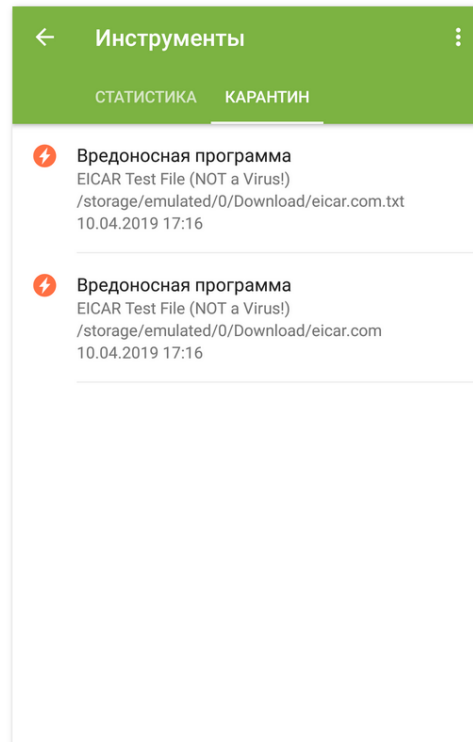 Инструменты
СТАТИСТИКА КАРАНТИН
Вредоносная программа
EICAR Test File (NOT a Virus!)
/storage/emulated/0/Download/eicar.com.txt
10.04.2019 17:16
Вредоносная программа
EICAR Test File (NOT a Virus!)
/storage/emulated/0/Download/eicar.com
10.04.2019 17:16